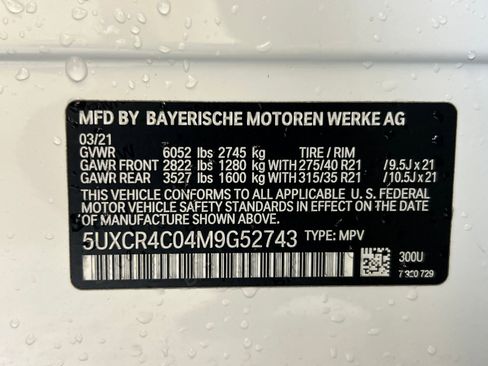 MFD BY BAYERISCHE MOTOREN WERKE AG
03/21
GVWR 6052 lbs 2745 kg TIRE / RIM
GAWR FRONT 2822 lbs 1280 kg WITH 275/40 R21 / 9.5J x 21
GAWR REAR 3527 lbs 1600 kg WITH 315/35 R21 / 10.5J x 21
THIS VEHICLE CONFORMS TO ALL APPLICABLE U. S. FEDERAL
MOTOR VEHICLE SAFETY STANDARDS IN EFFECT ON THE DATE OF
MANUFACTURE SHOWN ABOVE.
5UXCR4C04M9G52743 TYPE: MPV
300U